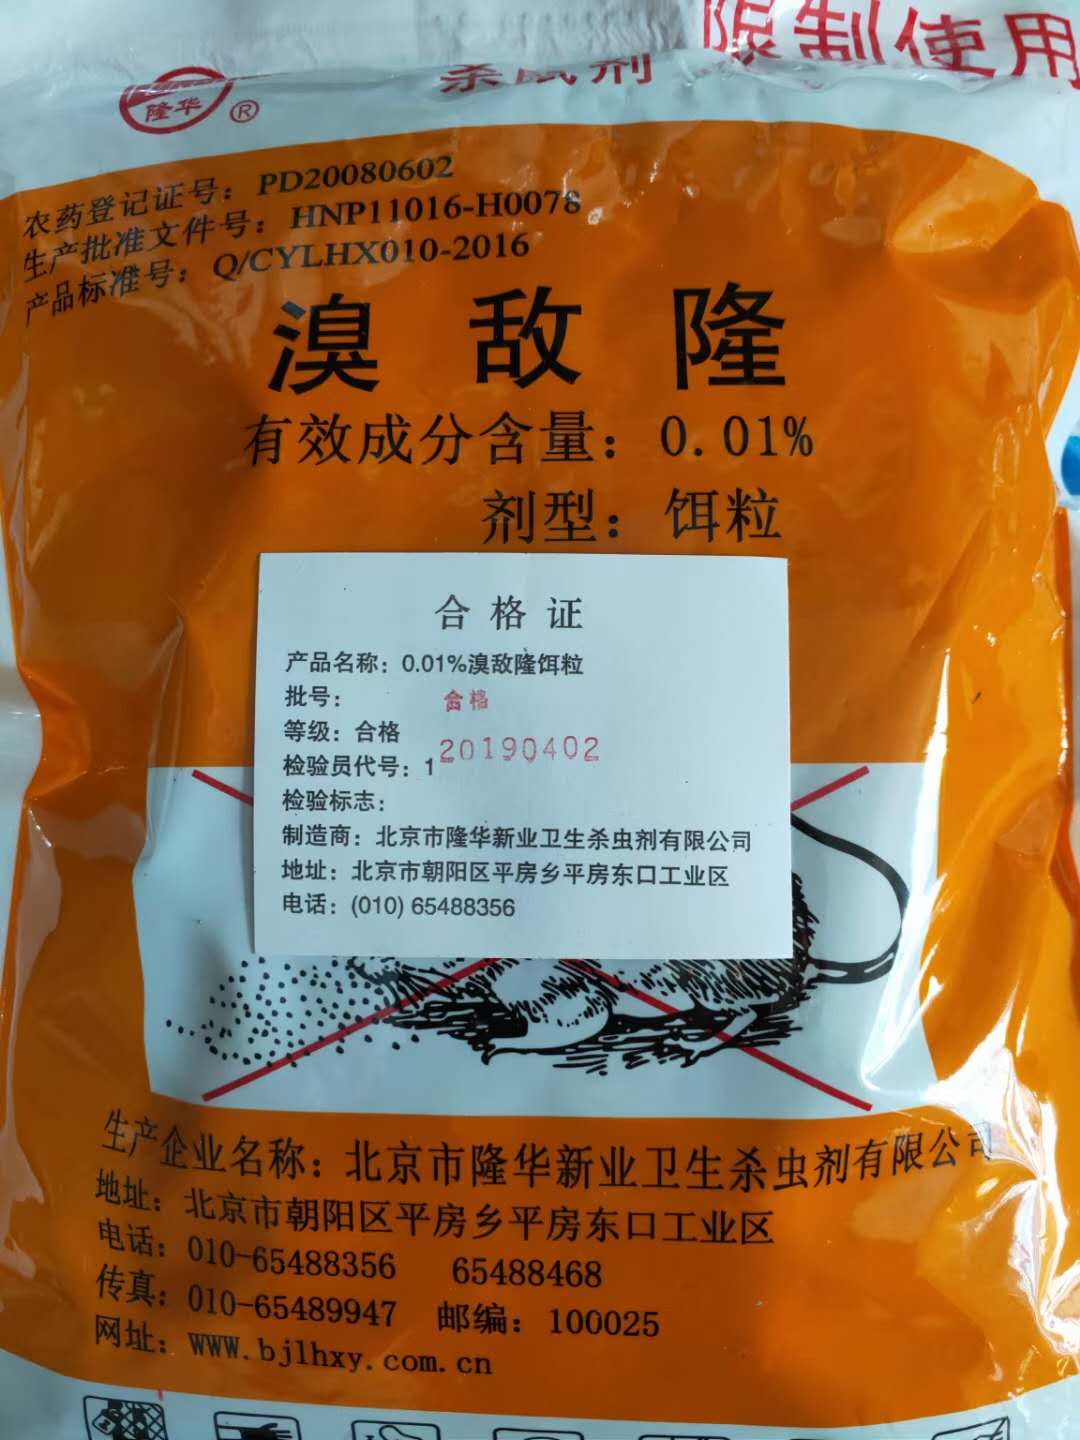 限制使用
杀鼠剂
隆华®
农药登记证号：PD20080602
生产批准文件号：HNP11016-H0078
产品标准号：Q/CYLHX010-2016
溴敌隆
有效成分含量：0.01%
剂型：饵粒
合格证
产品名称：0.01%溴敌隆饵粒
批号：
合格
等级：合格
20190402
检验员代号：1
检验标志：
制造商：北京市隆华新业卫生杀虫剂有限公司
地址：北京市朝阳区平房乡平房东口工业区
电话：(010) 65488356
生产企业名称：北京市隆华新业卫生杀虫剂有限公司
地址：北京市朝阳区平房乡平房东口工业区
电话：010-65488356 65488468
传真：010-65489947 邮编：100025
网址：WWW.bjlhxy.com.cn